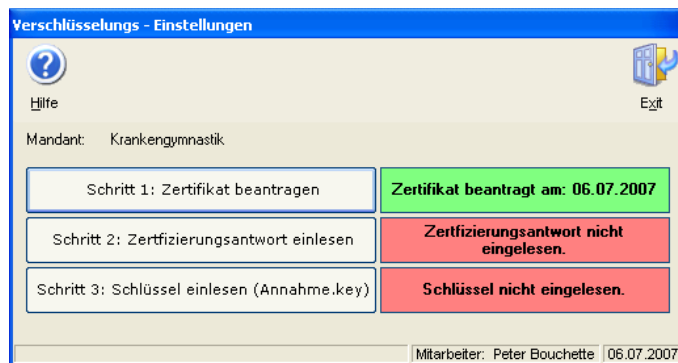 Verschlüsselungs - Einstellungen
Hilfe
Exit
Mandant: Krankengymnastik
Schritt 1: Zertifikat beantragen
Zertifikat beantragt am: 06.07.2007
Schritt 2: Zertfizierungsantwort einlesen
Zertfizierungsantwort nicht
eingelesen.
Schritt 3: Schlüssel einlesen (Annahme.key)
Schlüssel nicht eingelesen.
Mitarbeiter: Peter Bouchette 06.07.2007